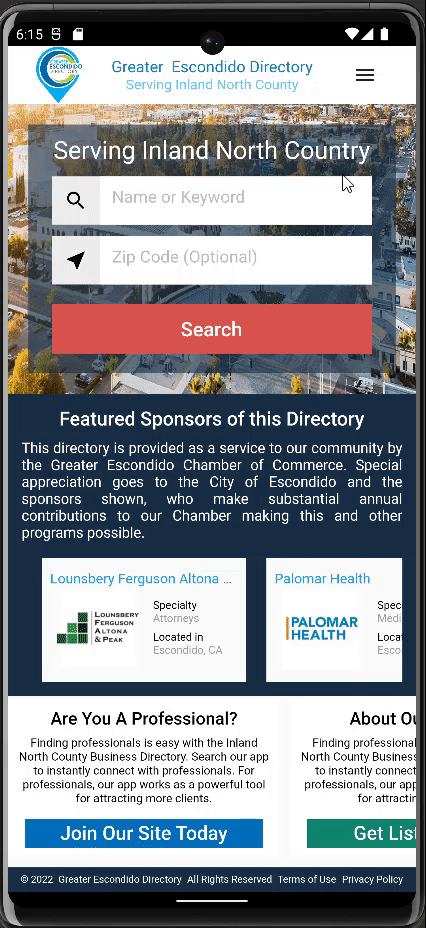 6:15
GREATER
ESCONDIDO
DIRECTORY
Greater Escondido Directory
Serving Inland North County
Serving Inland North Country
Name or Keyword
Zip Code (Optional)
Search
Featured Sponsors of this Directory
This directory is provided as a service to our community by
the Greater Escondido Chamber of Commerce. Special
appreciation goes to the City of Escondido and the
sponsors shown, who make substantial annual
contributions to our Chamber making this and other
programs possible.
Lounsbery Ferguson Altona ...
LOUNSBERY
FERGUSON
ALTONA
&PEAK
Specialty
Attorneys
Located in
Escondido, CA
Palomar Health
PALOMAR
HEALTH
Spec
Medi
Locat
Esco
Are You A Professional?
Finding professionals is easy with the Inland
North County Business Directory. Search our app
to instantly connect with professionals. For
professionals, our app works as a powerful tool
for attracting more clients.
Join Our Site Today
About Ou
Finding profession
North County Business
to instantly connect
professionals, our app
for attractin
Get List
© 2022 Greater Escondido Directory All Rights Reserved Terms of Use Privacy Policy